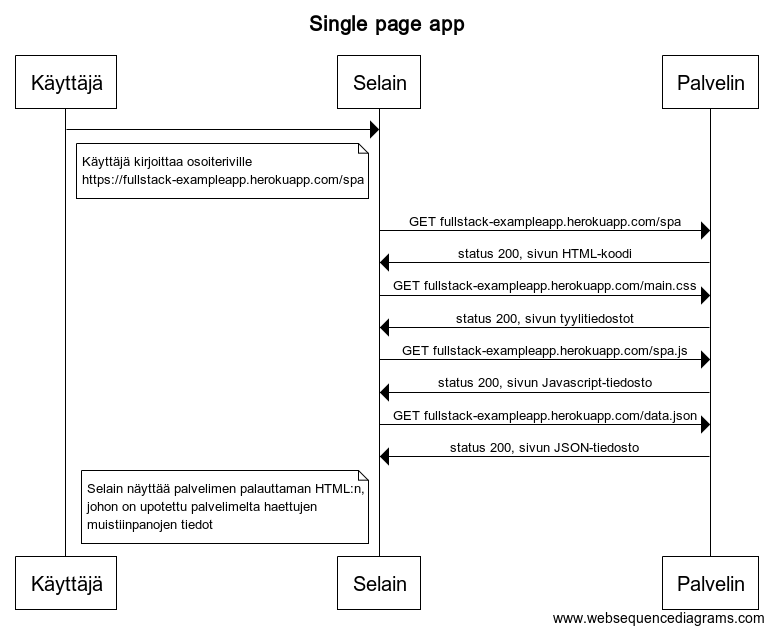 Single page app
Käyttäjä
Selain
Palvelin
Käyttäjä kirjoittaa osoiteriville
https://fullstack-exampleapp.herokuapp.com/spa
GET fullstack-exampleapp.herokuapp.com/spa
status 200, sivun HTML-koodi
GET fullstack-exampleapp.herokuapp.com/main.css
status 200, sivun tyylitiedostot
GET fullstack-exampleapp.herokuapp.com/spa.js
status 200, sivun Javascript-tiedosto
GET fullstack-exampleapp.herokuapp.com/data.json
status 200, sivun JSON-tiedosto
Selain näyttää palvelimen palauttaman HTML:n,
johon on upotettu palvelimelta haettujen
muistiinpanojen tiedot
Käyttäjä
Selain
Palvelin
www.websequencediagrams.com